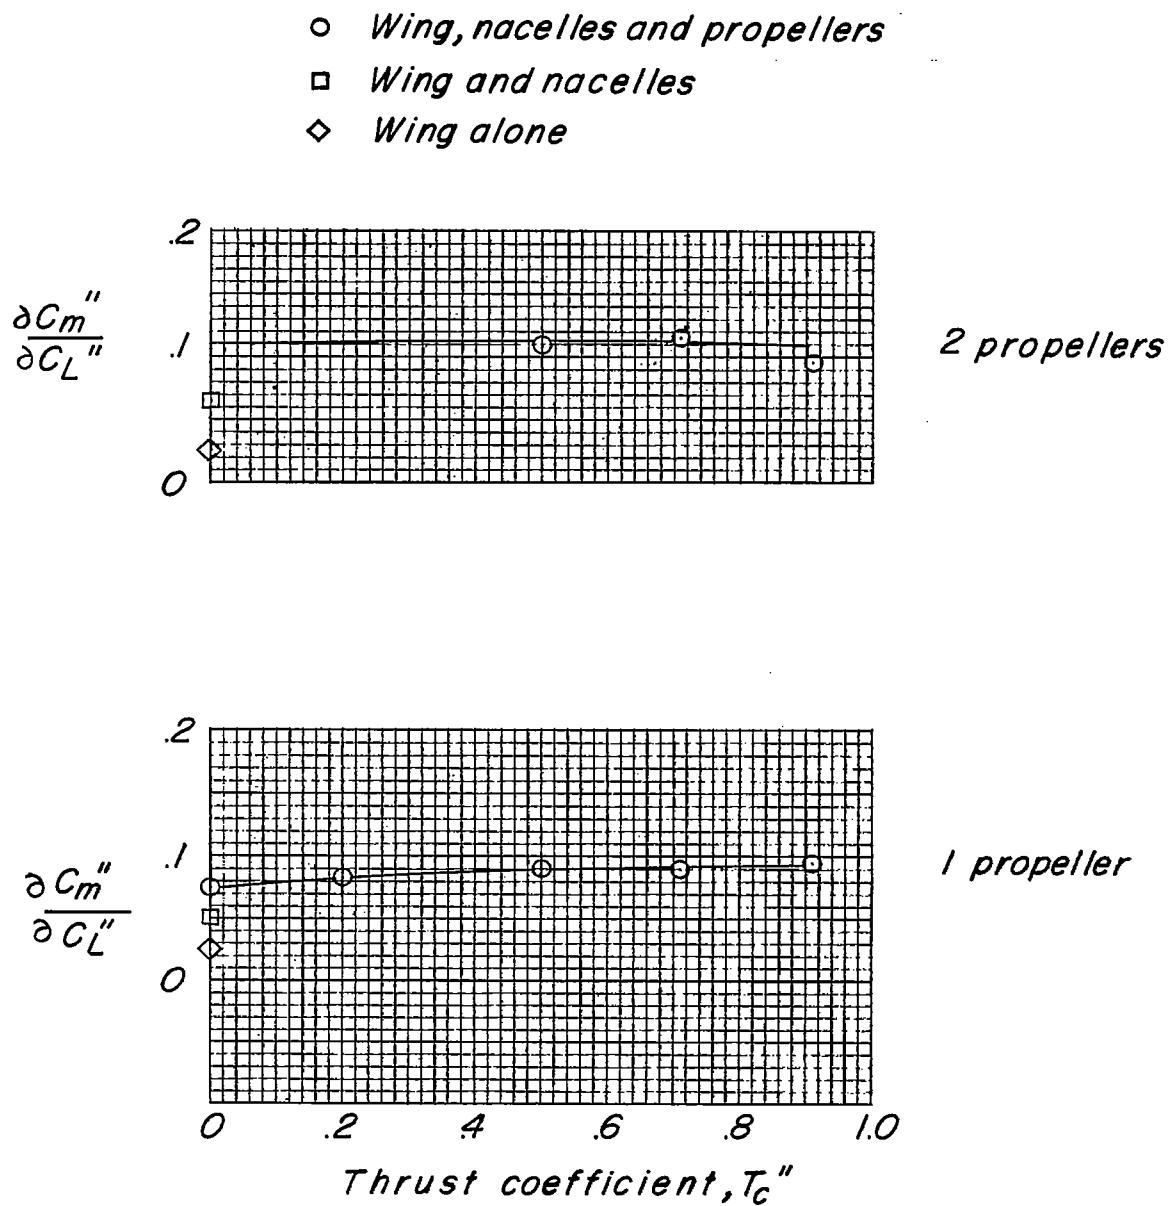 Wing, nacelles and propellers
Wing and nacelles
Wing alone
.2
∂Cm″
∂CL″
.1
2 propellers
0
.2
.1
∂Cm″
∂CL″
1 propeller
0
0 .2 .4 .6 .8 1.0
Thrust coefficient, Tc″